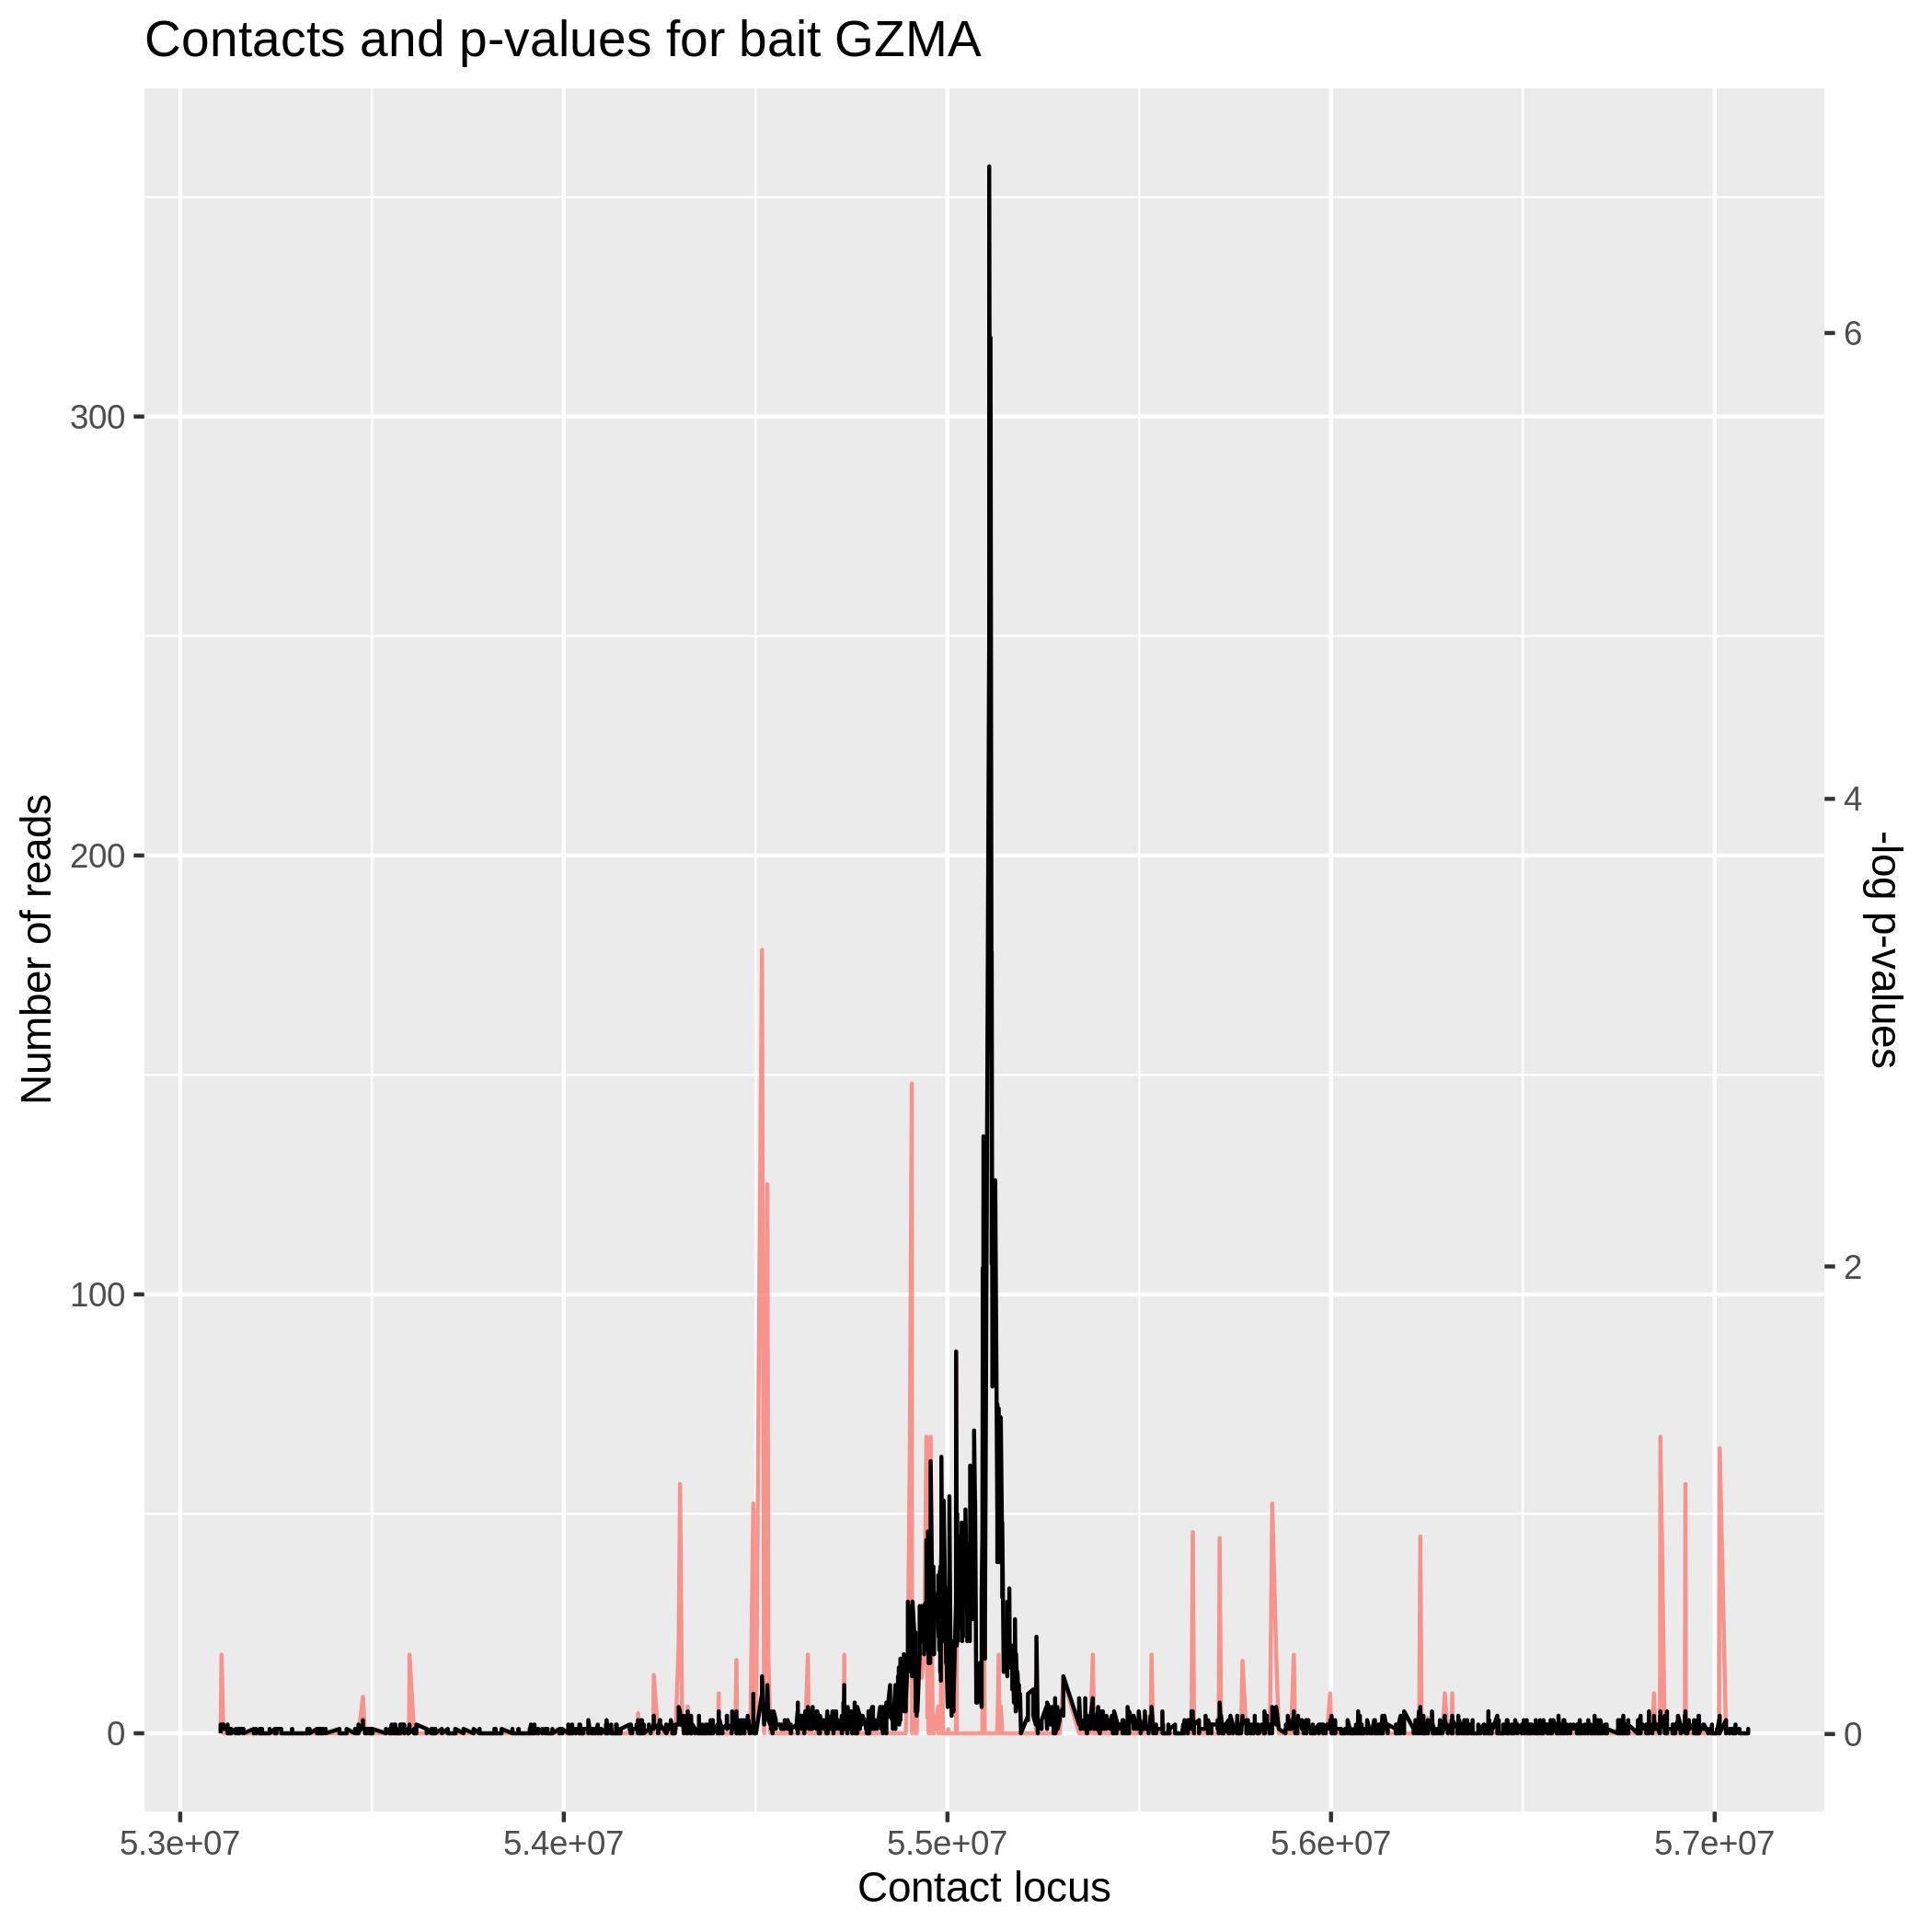 Contacts and p-values for bait GZMA
Number of reads
300
200
100
0
6
4
2
0
-log p-values
5.3e+07 5.4e+07 5.5e+07 5.6e+07 5.7e+07
Contact locus